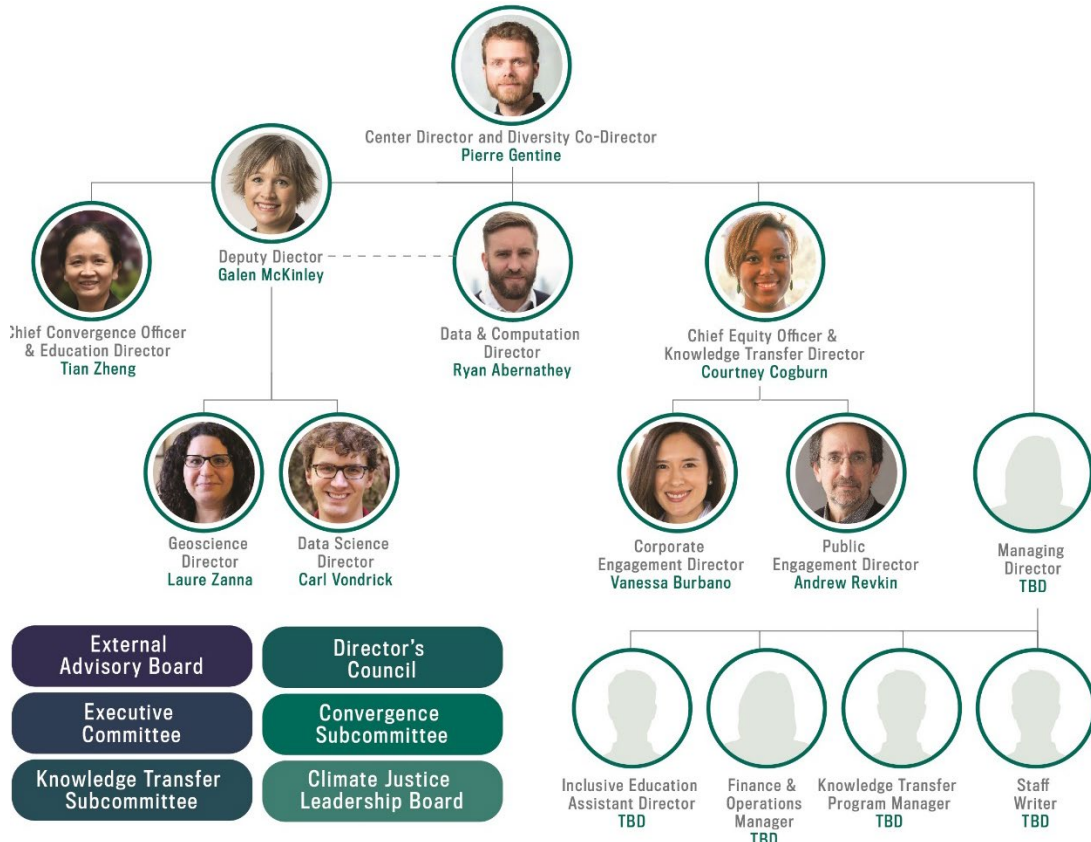 Center Director and Diversity Co-Director
Pierre Gentine
Deputy Diector
Galen McKinley
Chief Convergence Officer
& Education Director
Tian Zheng
Data & Computation
Director
Ryan Abernathey
Chief Equity Officer &
Knowledge Transfer Director
Courtney Cogburn
Geoscience
Director
Laure Zanna
Data Science
Director
Carl Vondrick
Corporate
Engagement Director
Vanessa Burbano
Public
Engagement Director
Andrew Revkin
Managing
Director
TBD
External
Advisory Board
Director's
Council
Executive
Committee
Convergence
Subcommittee
Knowledge Transfer
Subcommittee
Climate Justice
Leadership Board
Inclusive Education
Assistant Director
TBD
Finance &
Operations
Manager
TBD
Knowledge Transfer
Program Manager
TBD
Staff
Writer
TBD